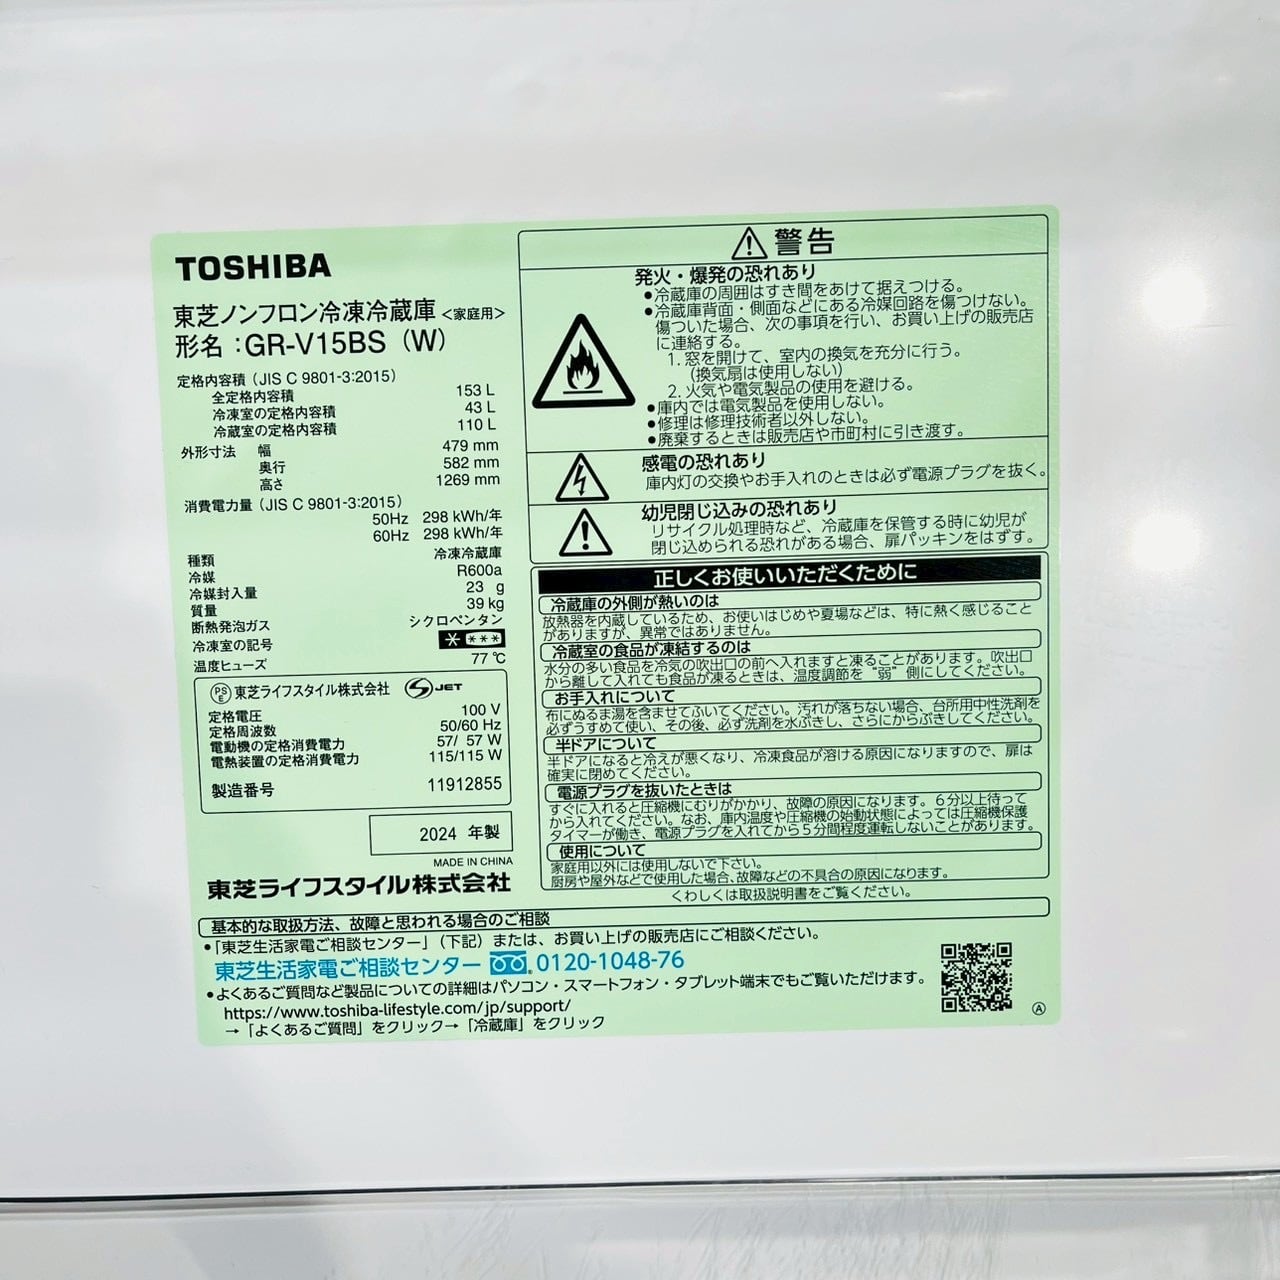 TOSHIBA
東芝ノンフロン冷凍冷蔵庫<家庭用>
形名：GR-V15BS（W）
定格内容積（JIS C 9801-3:2015）
全定格内容積 153 L
冷凍室の定格内容積 43 L
冷蔵室の定格内容積 110 L
外形寸法 幅 479 mm
奥行 582 mm
高さ 1269 mm
消費電力量（JIS C 9801-3:2015）
50Hz 298 kWh/年
60Hz 298 kWh/年
種類 冷凍冷蔵庫
冷媒 R600a
冷媒封入量 23 g
質量 39 kg
断熱発泡ガス シクロペンタン
冷凍室の記号 * ***
温度ヒューズ 77 ℃
PSE 東芝ライフスタイル株式会社 JET
定格電圧 100 V
定格周波数 50/60 Hz
電動機の定格消費電力 57/ 57 W
電熱装置の定格消費電力 115/115 W
製造番号 11912855
2024 年製
MADE IN CHINA
東芝ライフスタイル株式会社
警告
発火・爆発の恐れあり
●冷蔵庫の周囲はすき間をあけて据えつける。
●冷蔵庫背面・側面などにある冷媒回路を傷つけない。
傷ついた場合、次の事項を行い、お買い上げの販売店
に連絡する。
1. 窓を開けて、室内の換気を充分に行う。
（換気扇は使用しない）
2. 火気や電気製品の使用を避ける。
●庫内では電気製品を使用しない。
●修理は修理技術者以外しない。
●廃棄するときは販売店や市町村に引き渡す。
感電の恐れあり
庫内灯の交換やお手入れのときは必ず電源プラグを抜く。
幼児閉じ込みの恐れあり
リサイクル処理時など、冷蔵庫を保管する時に幼児が
閉じ込められる恐れがある場合、扉パッキンをはずす。
正しくお使いいただくために
冷蔵庫の外側が熱いのは
放熱器を内蔵しているため、お使いはじめや夏場などは、特に熱く感じること
がありますが、異常ではありません。
冷蔵室の食品が凍結するのは
水分の多い食品を冷気の吹出口の前へ入れますと凍ることがあります。吹出口
から離して入れても食品が凍るときは、温度調節を“弱”側にしてください。
お手入れについて
布にぬるま湯を含ませてふいてください。汚れが落ちない場合、台所用中性洗剤を
必ずうすめて使い、その後、必ず洗剤を水ぶきし、さらにからぶきしてください。
半ドアについて
半ドアになると冷えが悪くなり、冷凍食品が溶ける原因になりますので、扉は
確実に閉めてください。
電源プラグを抜いたときは
すぐに入れると圧縮機にむりがかかり、故障の原因になります。6分以上待って
から入れてください。なお、庫内温度や圧縮機の始動状態によっては圧縮機保護
タイマーが働き、電源プラグを入れてから5分間程度運転しないことがあります。
使用について
家庭用以外には使用しないで下さい。
厨房や屋外などで使用した場合、故障などの不具合の原因になります。
くわしくは取扱説明書をご覧ください。
基本的な取扱方法、故障と思われる場合のご相談
●「東芝生活家電ご相談センター」（下記）または、お買い上げの販売店にご相談ください。
東芝生活家電ご相談センター 0120-1048-76
●よくあるご質問など製品についての詳細はパソコン・スマートフォン・タブレット端末でもご覧いただけます。
https://www.toshiba-lifestyle.com/jp/support/
→「よくあるご質問」をクリック→「冷蔵庫」をクリック
Ⓐ